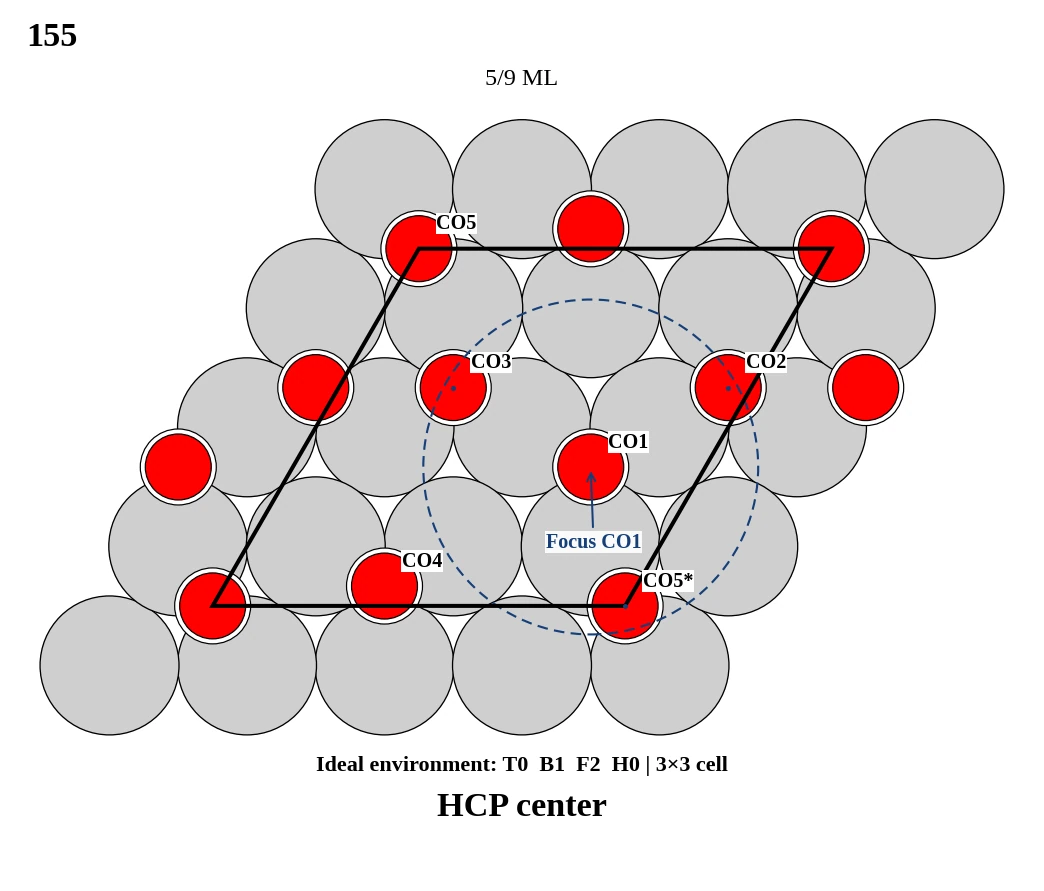 155
5/9 ML
CO5
CO3
CO2
CO1
Focus CO1
CO4
CO5*
Ideal environment: T0 B1 F2 H0 | 3×3 cell
HCP center